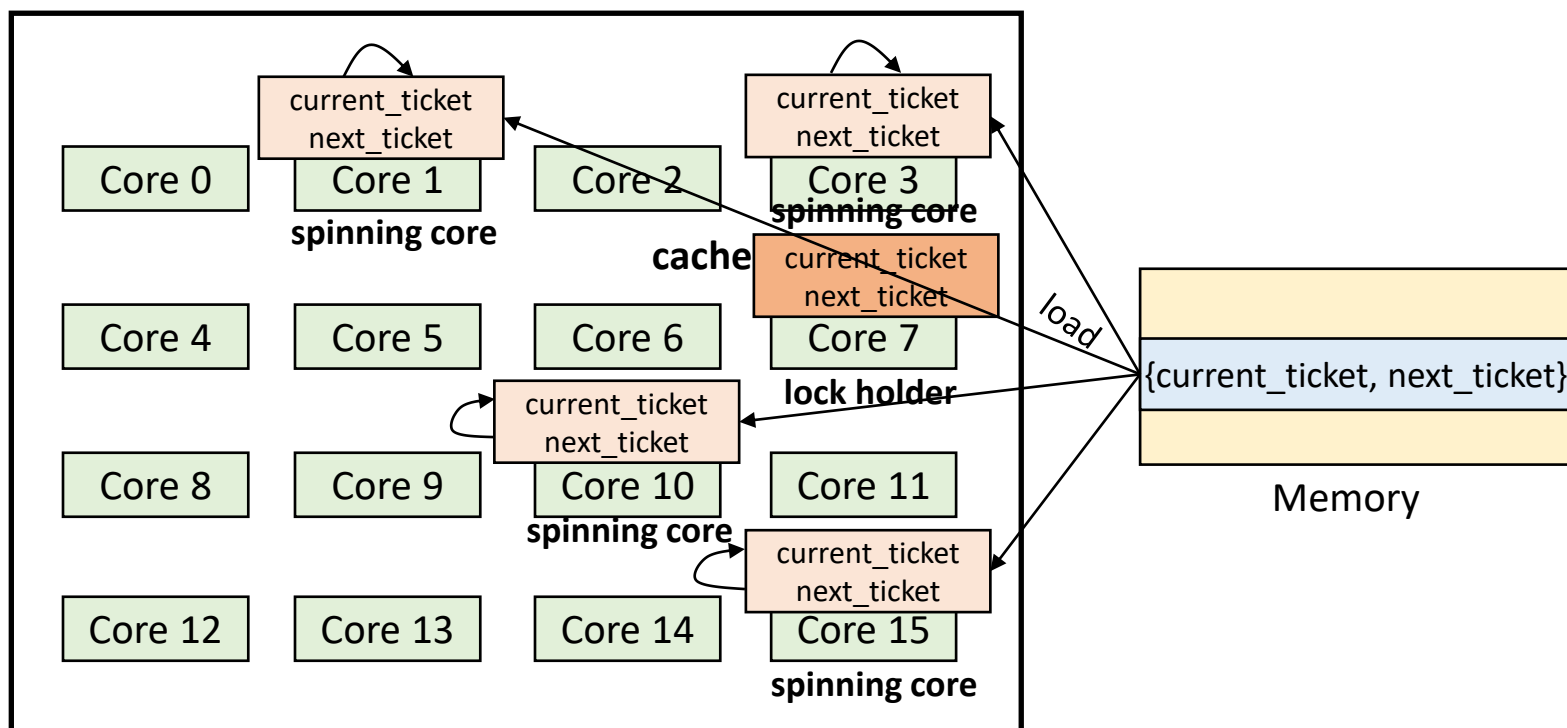 current_ticket
next_ticket
current_ticket
next_ticket
Core 0
Core 1
Core 2
Core 3
spinning core
spinning core
cache
current_ticket
next_ticket
load
Core 4
Core 5
Core 6
Core 7
{current_ticket, next_ticket}
lock holder
current_ticket
next_ticket
Core 8
Core 9
Core 10
Core 11
Memory
spinning core
current_ticket
next_ticket
Core 12
Core 13
Core 14
Core 15
spinning core